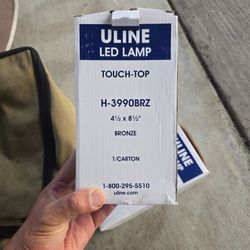 ULINE
LED LAMP
TOUCH-TOP
H-3990BRZ
4½ x 8½"
BRONZE
1/CARTON
1-800-295-5510
uline.com
ULINE